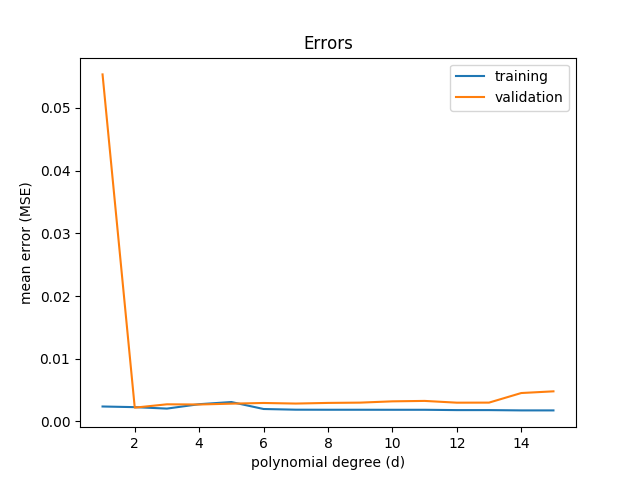 Errors
training
validation
0.05
0.04
0.03
0.02
0.01
0.00
mean error (MSE)
2
4
6
8
10
12
14
polynomial degree (d)